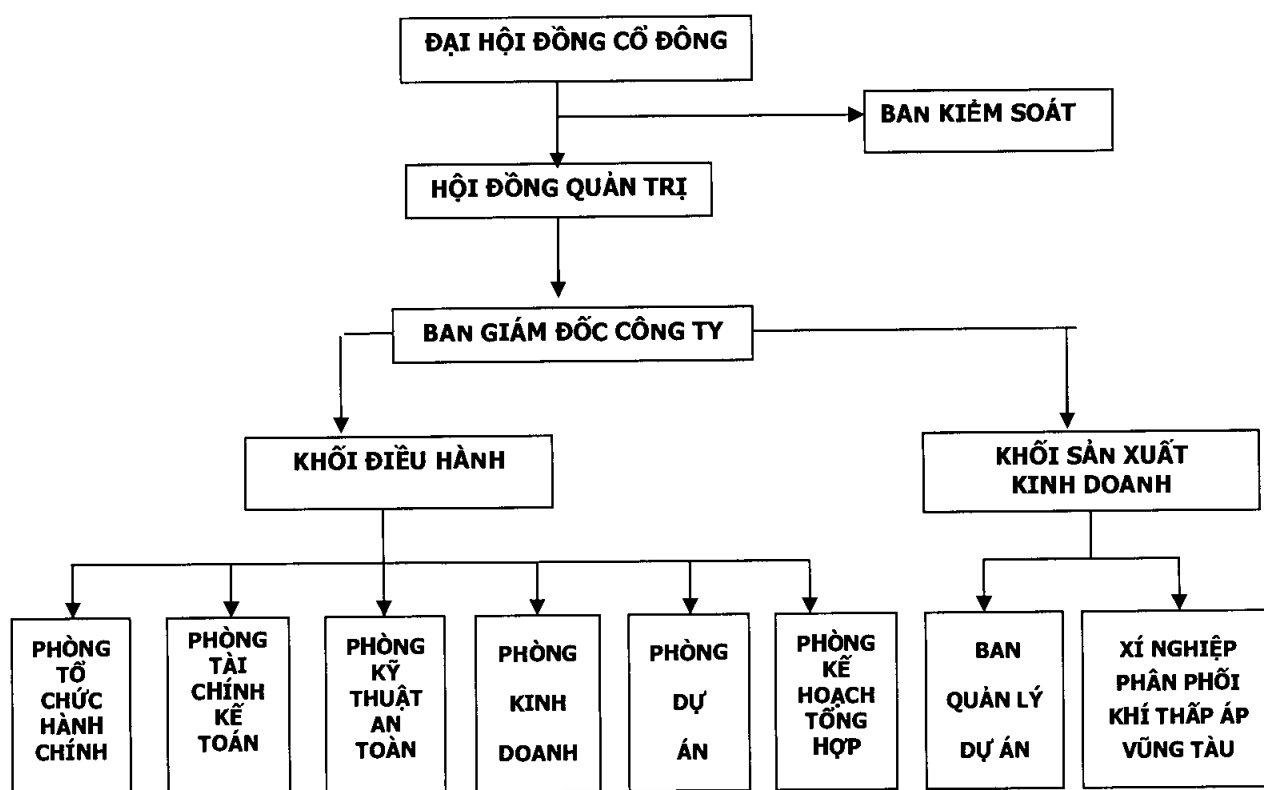 ĐẠI HỘI ĐỒNG CỔ ĐÔNG
BAN KIỂM SOÁT
HỘI ĐỒNG QUẢN TRỊ
BAN GIÁM ĐỐC CÔNG TY
KHỐI ĐIỀU HÀNH
KHỐI SẢN XUẤT
KINH DOANH
PHÒNG
TỔ
CHỨC
HÀNH
CHÍNH
PHÒNG
TÀI
CHÍNH
KẾ
TOÁN
PHÒNG
KỸ
THUẬT
AN
TOÀN
PHÒNG
KINH
DOANH
PHÒNG
DỰ
ÁN
PHÒNG
KẾ
HOẠCH
TỔNG
HỢP
BAN
QUẢN LÝ
DỰ ÁN
XÍ NGHIỆP
PHÂN PHỐI
KHÍ THẤP ÁP
VŨNG TÀU